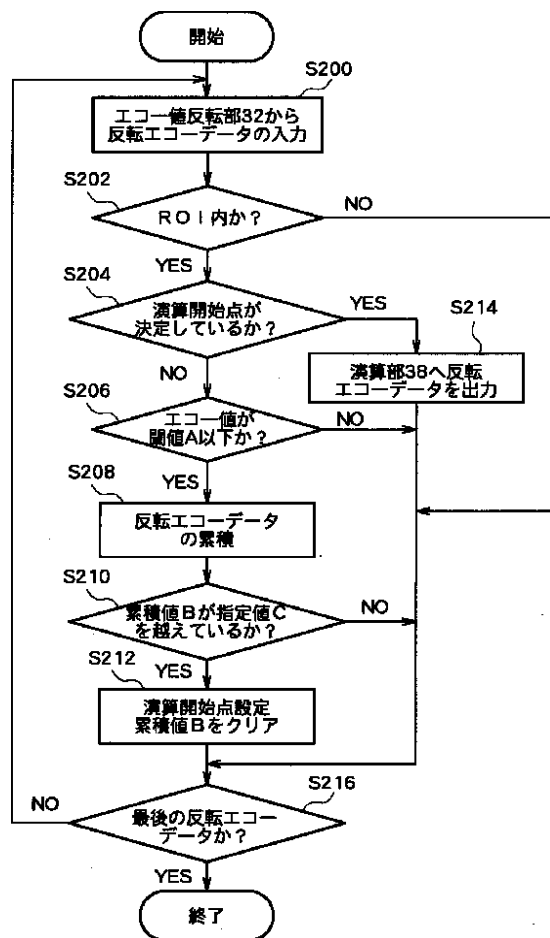 開始
S200
エコー値反転部32から
反転エコーデータの入力
S202
ROI内か?
NO
YES
S204
演算開始点が
決定しているか?
YES
S214
演算部38へ反転
エコーデータを出力
NO
S206
エコー値が
閾値A以下か?
NO
YES
S208
反転エコーデータ
の累積
S210
累積値Bが指定値C
を越えているか?
NO
YES
S212
演算開始点設定
累積値Bをクリア
S216
NO
最後の反転エコー
データか?
YES
終了